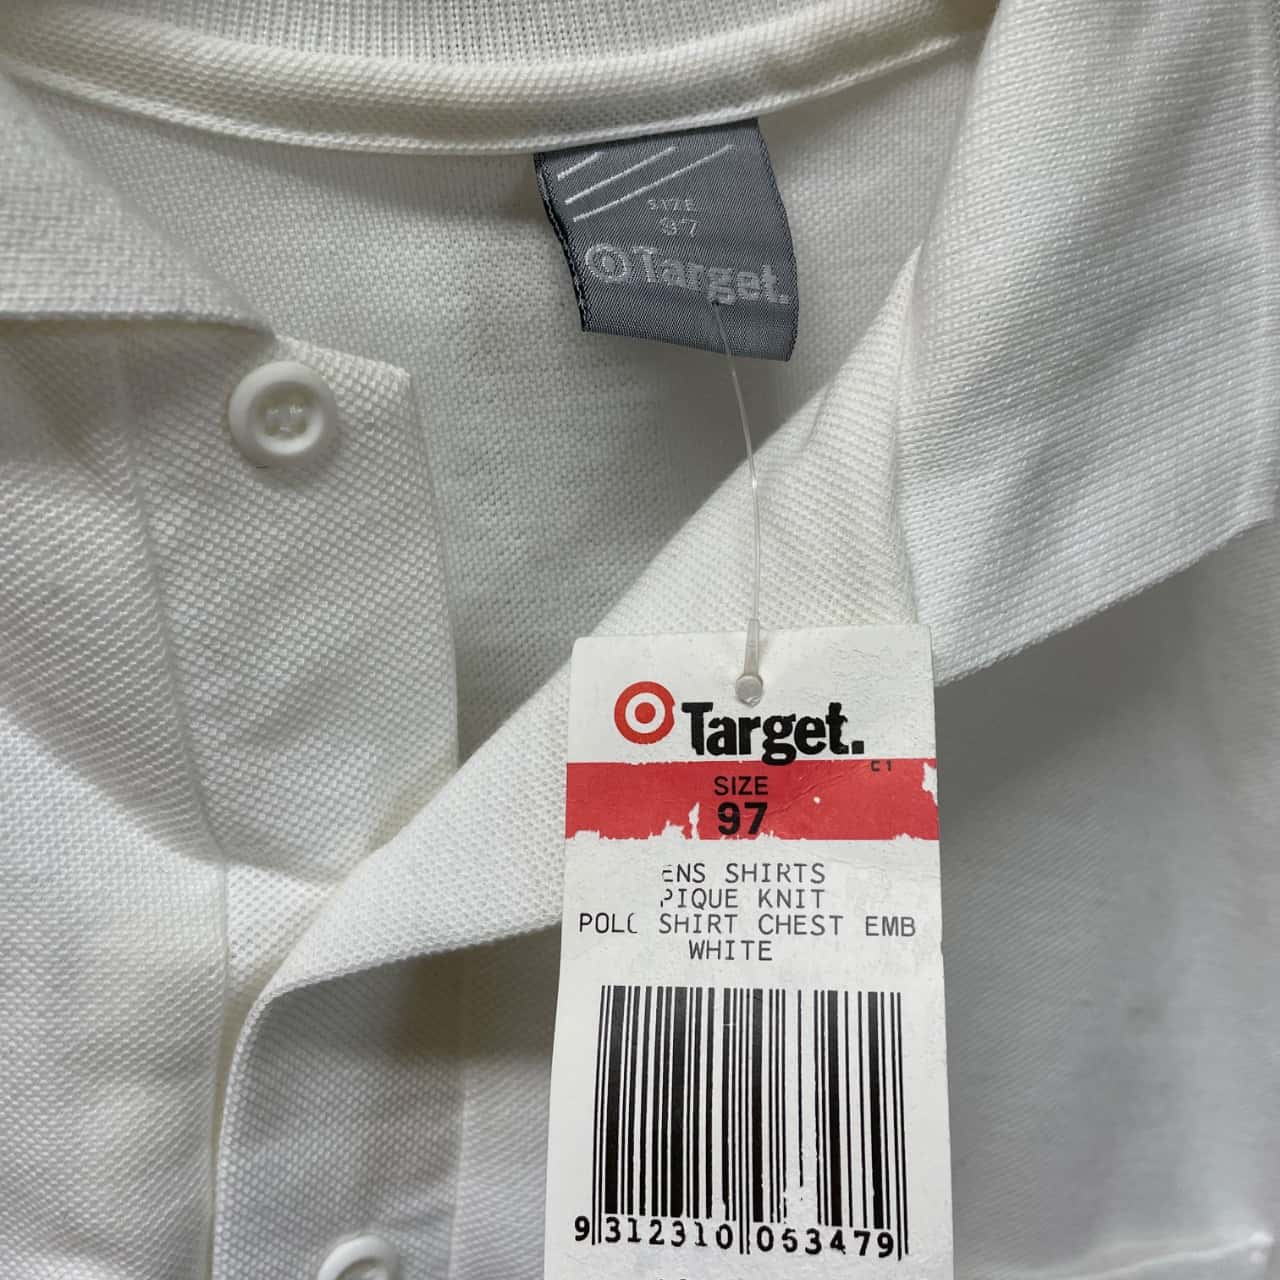 SIZE
97
Target.
Target.
C1
SIZE
97
ENS SHIRTS
PIQUE KNIT
POLO SHIRT CHEST EMB
WHITE
9 312310 053479